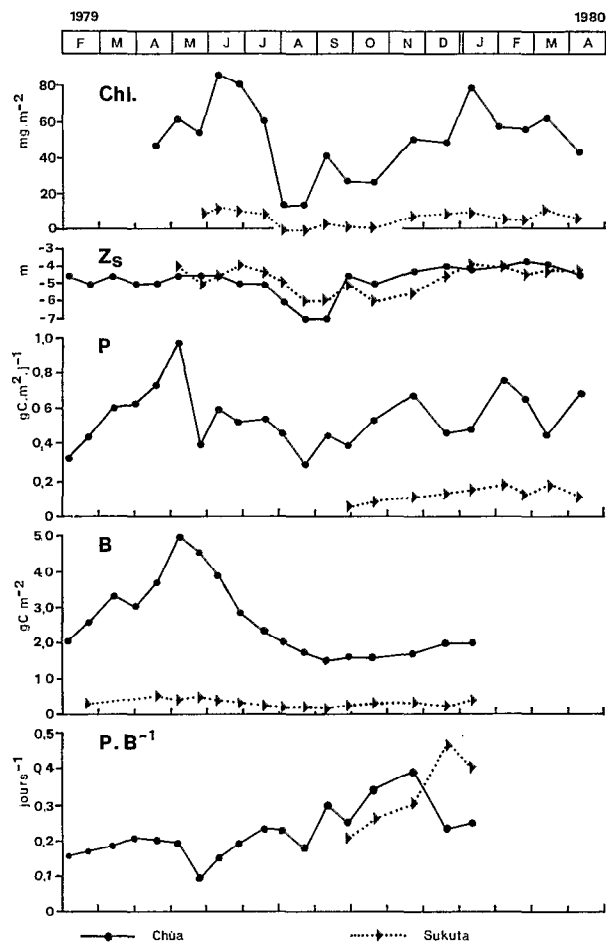 1979 1980
F M A M J J A S O N D J F M A
Chl.
mg.m−2
80
60
40
20
0
Zs
m
-3
-4
-5
-6
-7
P
gC.m².j−1
1,0
0,8
0,6
0,4
0,2
0
B
gC m−2
5,0
4,0
3,0
2,0
1,0
0
P.B−1
jours−1
0,5
0,4
0,3
0,2
0,1
0
Chùa Sukuta